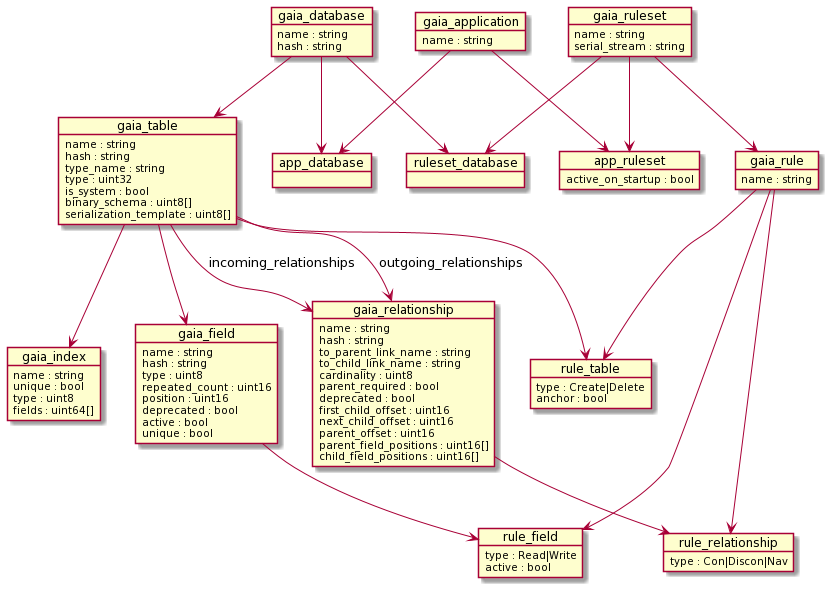 gaia_database
name : string
hash : string
gaia_application
name : string
gaia_ruleset
name : string
serial_stream : string
gaia_table
name : string
hash : string
type_name : string
type : uint32
is_system : bool
binary_schema : uint8[]
serialization_template : uint8[]
app_database
ruleset_database
app_ruleset
active_on_startup : bool
gaia_rule
name : string
incoming_relationships
outgoing_relationships
gaia_index
name : string
unique : bool
type : uint8
fields : uint64[]
gaia_field
name : string
hash : string
type : uint8
repeated_count : uint16
position : uint16
deprecated : bool
active : bool
unique : bool
gaia_relationship
name : string
hash : string
to_parent_link_name : string
to_child_link_name : string
cardinality : uint8
parent_required : bool
deprecated : bool
first_child_offset : uint16
next_child_offset : uint16
parent_offset : uint16
parent_field_positions : uint16[]
child_field_positions : uint16[]
rule_table
type : Create|Delete
anchor : bool
rule_field
type : Read|Write
active : bool
rule_relationship
type : Con|Discon|Nav